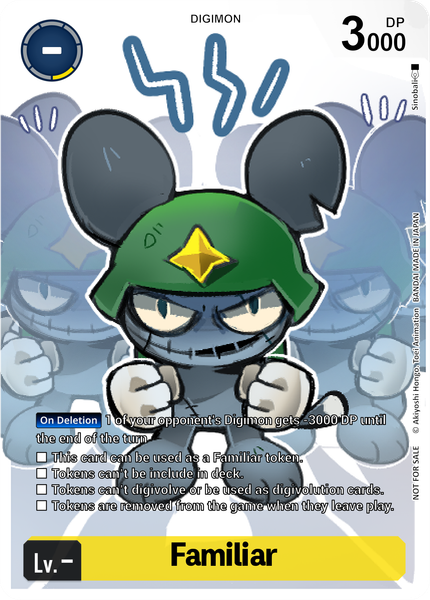 DIGIMON
DP
3000
Sinobali
On Deletion 1 of your opponent's Digimon gets -3000 DP until
the end of the turn
☐ This card can be used as a Familiar token.
☐ Tokens can't be include in deck.
☐ Tokens can't digivolve or be used as digivolution cards.
☐ Tokens are removed from the game when they leave play.
NOT FOR SALE © Akiyoshi Hongo, Toei Animation BANDAI MADE IN JAPAN
Lv.-
Familiar